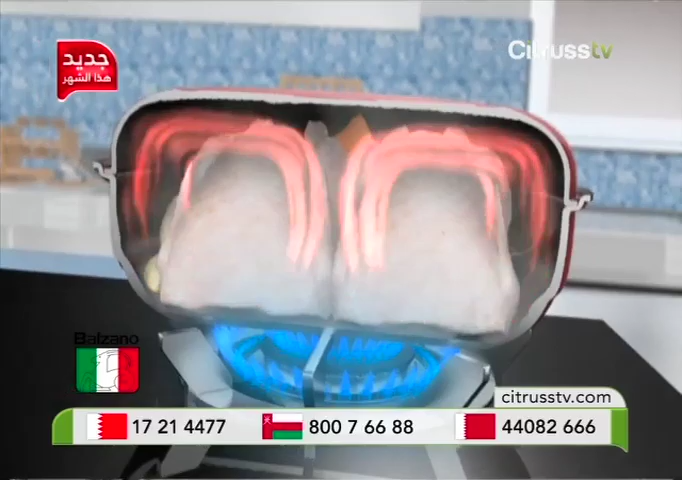 جديد
هذا الشهر
Citrusstv
Balzano
citrusstv.com
17 21 4477
800 7 66 88
44082 666